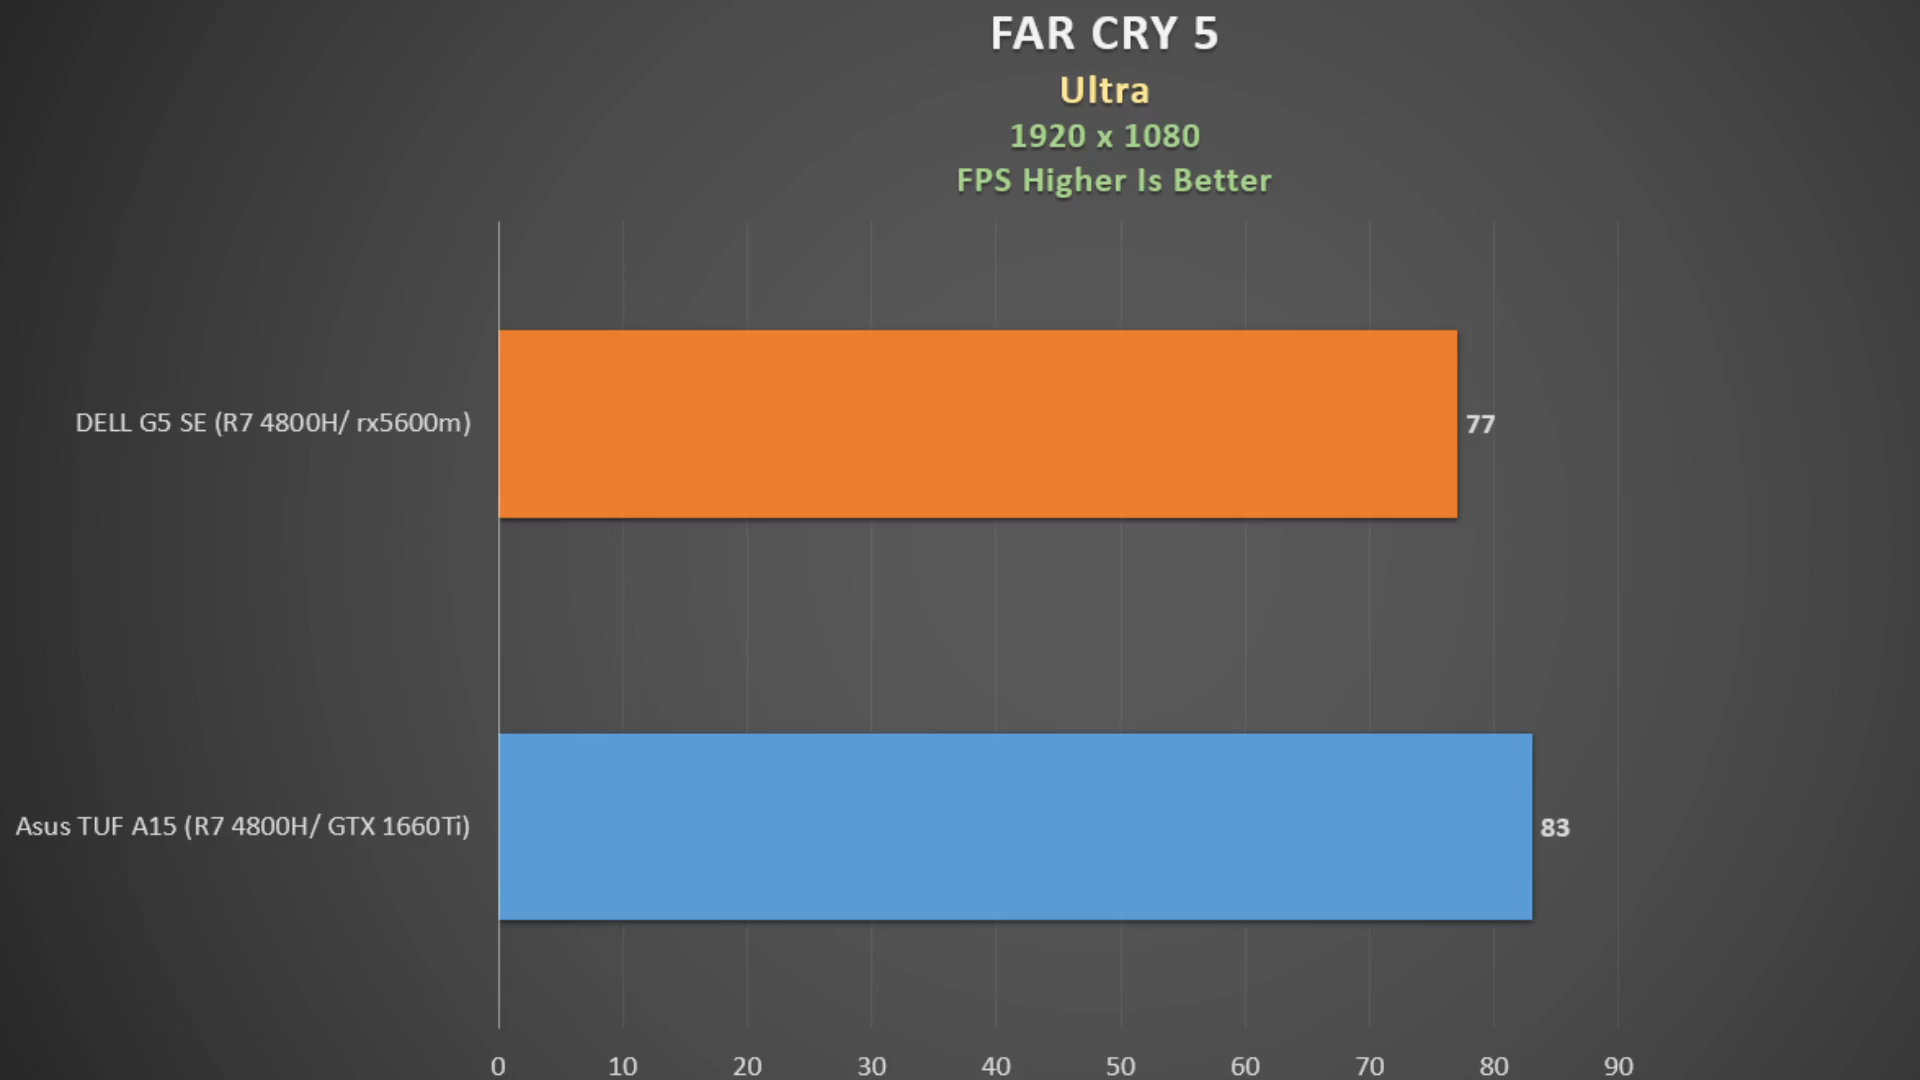 FAR CRY 5
Ultra
1920 x 1080
FPS Higher Is Better
DELL G5 SE (R7 4800H/ rx5600m)
77
Asus TUF A15 (R7 4800H/ GTX 1660Ti)
83
0 10 20 30 40 50 60 70 80 90